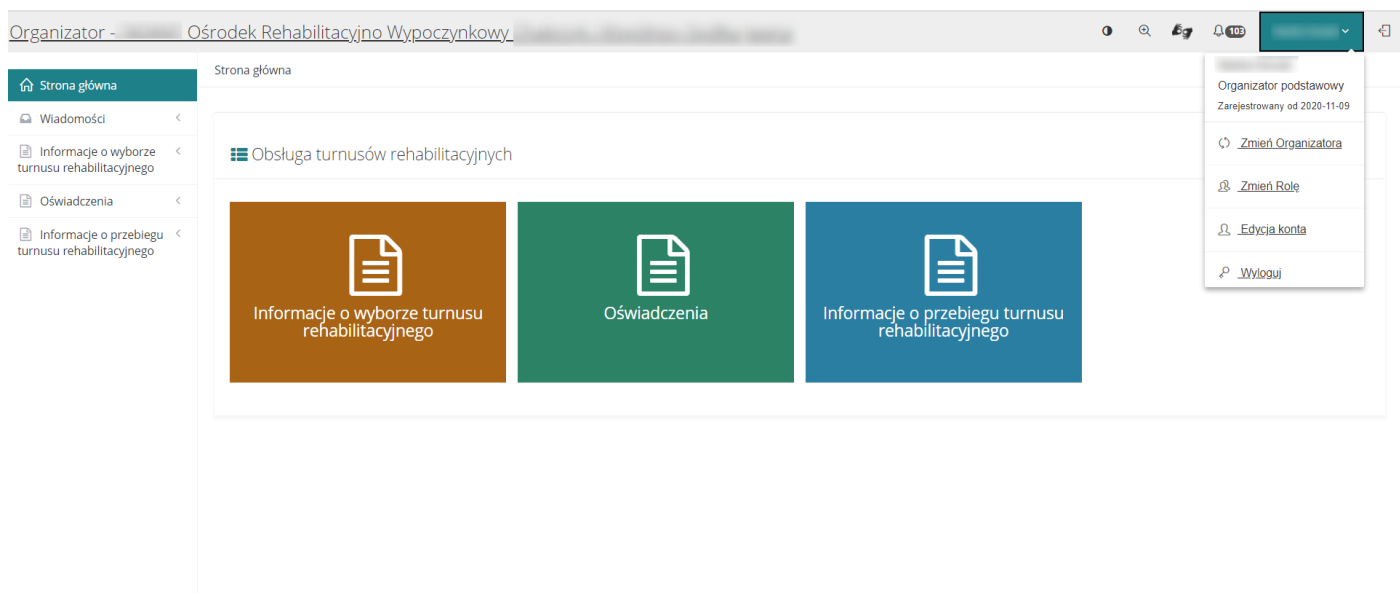 Organizator - Ośrodek Rehabilitacyjno Wypoczynkowy
103
Strona główna
Wiadomości
Informacje o wyborze
turnusu rehabilitacyjnego
Oświadczenia
Informacje o przebiegu
turnusu rehabilitacyjnego
Strona główna
Obsługa turnusów rehabilitacyjnych
Informacje o wyborze turnusu
rehabilitacyjnego
Oświadczenia
Informacje o przebiegu turnusu
rehabilitacyjnego
Organizator podstawowy
Zarejestrowany od 2020-11-09
Zmień Organizatora
Zmień Rolę
Edycja konta
Wyloguj